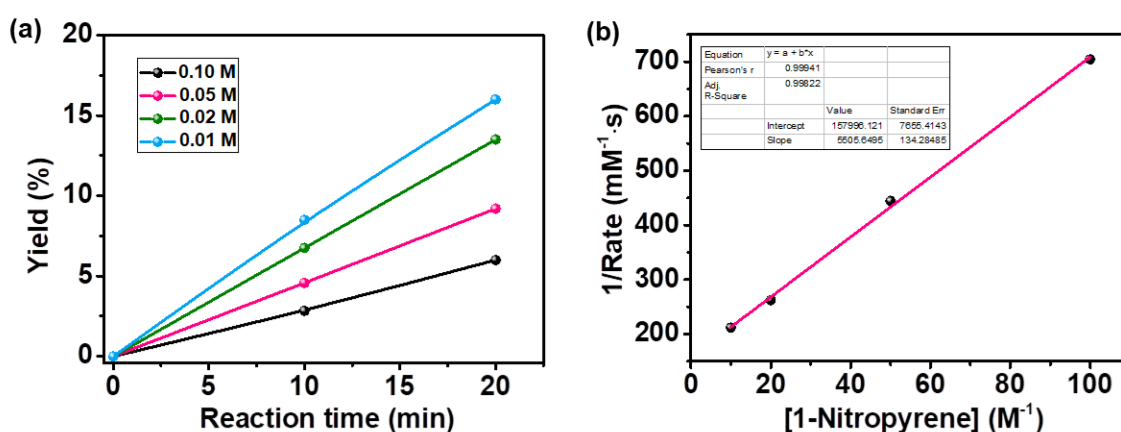 (a)
20
15
10
5
0
Yield (%)
0.10 M
0.05 M
0.02 M
0.01 M
0 5 10 15 20
Reaction time (min)
(b)
700
600
500
400
300
200
1/Rate (mM⁻¹·s)
Equation y = a + b*x
Pearson's r 0.99941
Adj.
R-Square 0.99822
Value Standard Err
Intercept 157996.121 7655.4143
Slope 5505.6495 134.28485
0 20 40 60 80 100
[1-Nitropyrene] (M⁻¹)